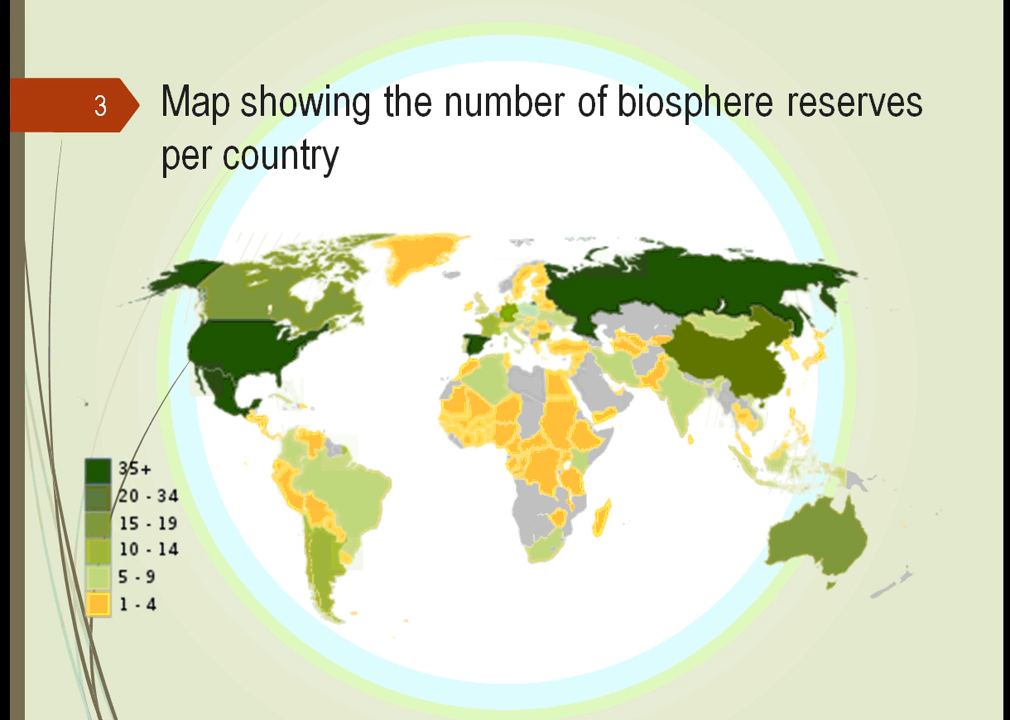 3
Map showing the number of biosphere reserves
per country
35+
20 - 34
15 - 19
10 - 14
5 - 9
1 - 4